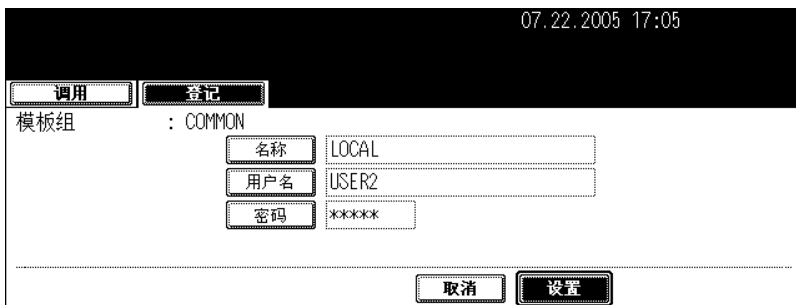 07.22.2005 17:05
调用 登记
模板组 : COMMON
名称 LOCAL
用户名 USER2
密码 *****
取消 设置